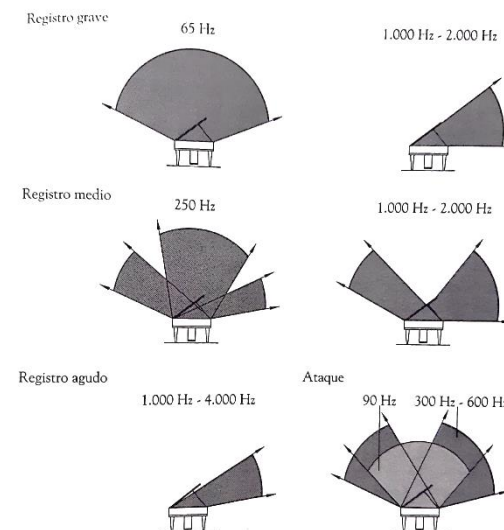 Registro grave
65 Hz
1.000 Hz - 2.000 Hz
Registro medio
250 Hz
1.000 Hz - 2.000 Hz
Registro agudo
Ataque
1.000 Hz - 4.000 Hz
90 Hz
300 Hz - 600 Hz